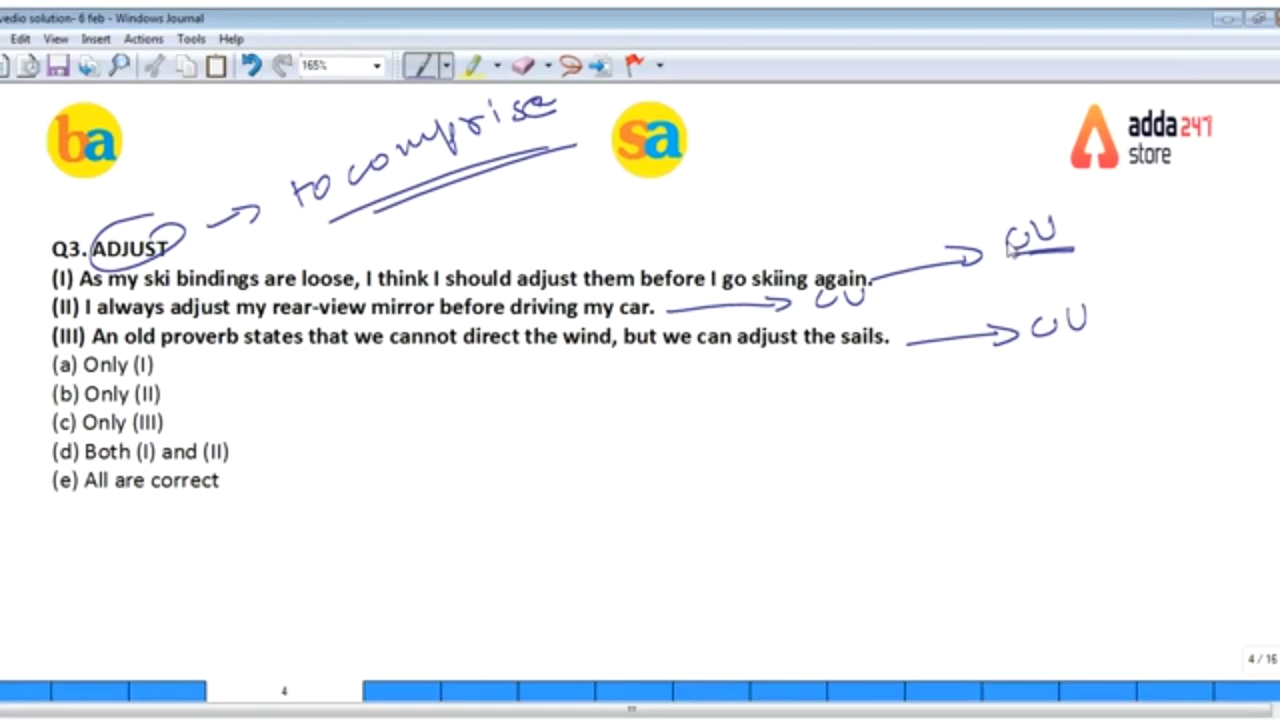 vedio solution- 6 feb - Windows Journal
Edit View Insert Actions Tools Help
165%
ba
to comprise
sa
adda 247
store
Q3. ADJUST
CU
(I) As my ski bindings are loose, I think I should adjust them before I go skiing again.
(II) I always adjust my rear-view mirror before driving my car.
CU
(III) An old proverb states that we cannot direct the wind, but we can adjust the sails.
CU
(a) Only (I)
(b) Only (II)
(c) Only (III)
(d) Both (I) and (II)
(e) All are correct
4 / 16
4